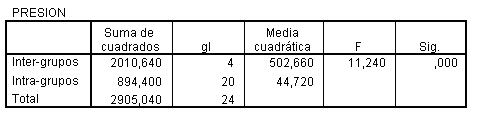 PRESION
Suma de cuadrados gl Media cuadrática F Sig.
Inter-grupos 2010,640 4 502,660 11,240 ,000
Intra-grupos 894,400 20 44,720
Total 2905,040 24